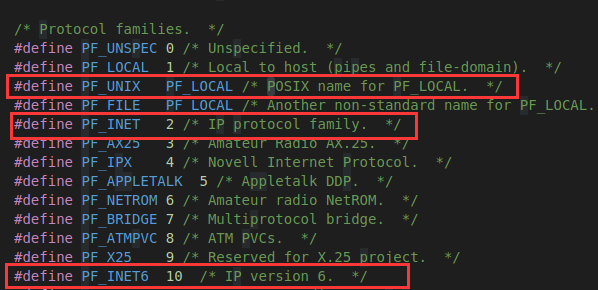 /* Protocol families.  */
#define PF_UNSPEC 0 /* Unspecified.  */
#define PF_LOCAL  1 /* Local to host (pipes and file-domain).  */
#define PF_UNIX   PF_LOCAL /* POSIX name for PF_LOCAL.  */
#define PF_FILE   PF_LOCAL /* Another non-standard name for PF_LOCAL.
#define PF_INET   2 /* IP protocol family.  */
#define PF_AX25   3 /* Amateur Radio AX.25.  */
#define PF_IPX    4 /* Novell Internet Protocol.  */
#define PF_APPLETALK  5 /* Appletalk DDP.  */
#define PF_NETROM 6 /* Amateur radio NetROM.  */
#define PF_BRIDGE 7 /* Multiprotocol bridge.  */
#define PF_ATMPVC 8 /* ATM PVCs.  */
#define PF_X25    9 /* Reserved for X.25 project.  */
#define PF_INET6  10  /* IP version 6.  */